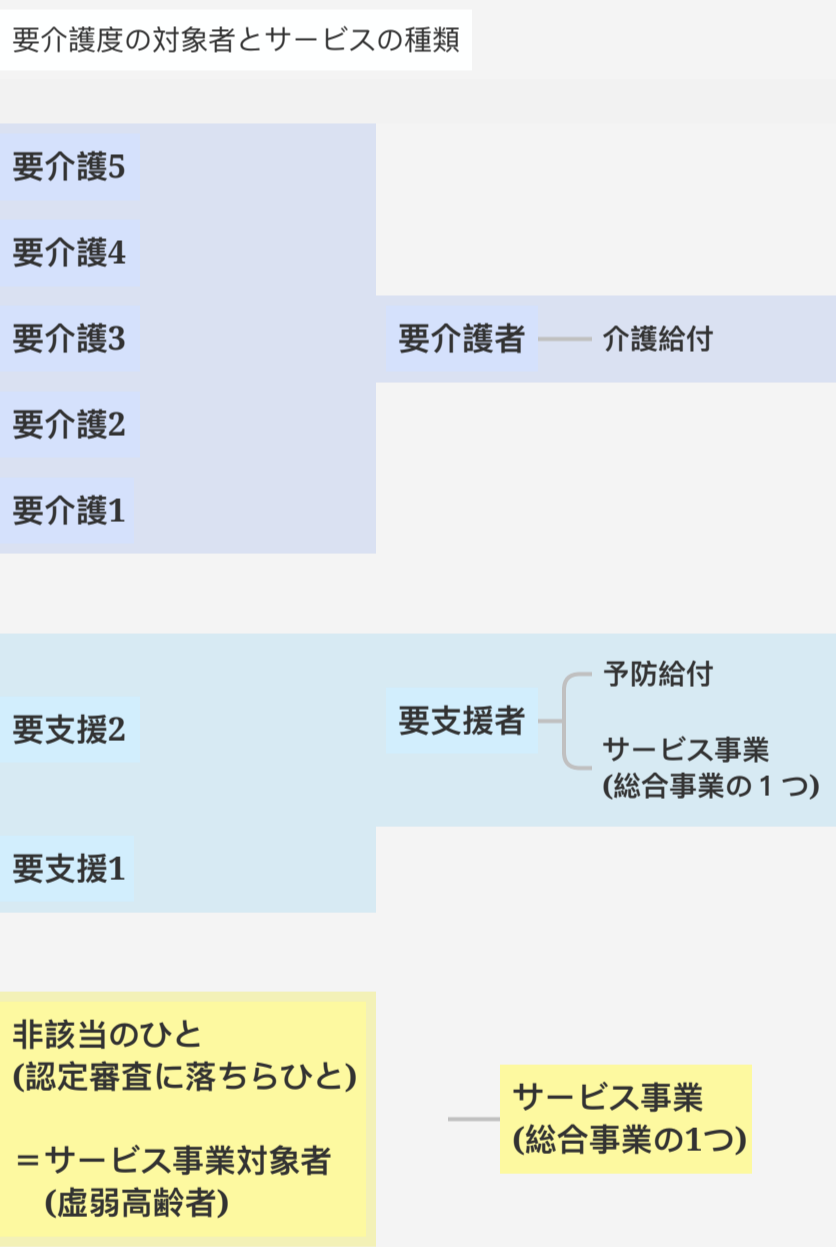 要介護度の対象者とサービスの種類
要介護5
要介護4
要介護3
要介護者
介護給付
要介護2
要介護1
要支援2
要支援者
予防給付
サービス事業
(総合事業の1つ)
要支援1
非該当のひと
(認定審査に落ちらひと)
=サービス事業対象者
(虚弱高齢者)
サービス事業
(総合事業の1つ)